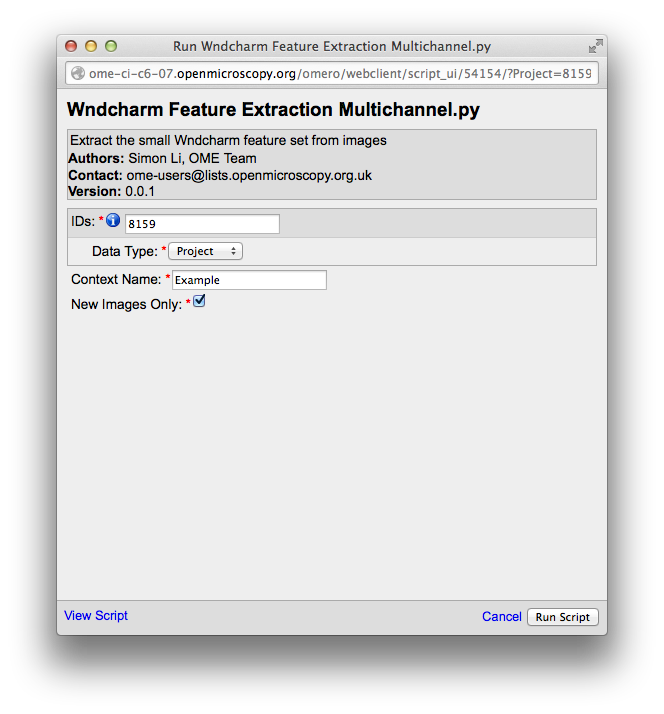 Run Wndcharm Feature Extraction Multichannel.py
ome-ci-c6-07.openmicroscopy.org/omero/webclient/script_ui/54154/?Project=8159
Wndcharm Feature Extraction Multichannel.py
Extract the small Wndcharm feature set from images
Authors: Simon Li, OME Team
Contact: ome-users@lists.openmicroscopy.org.uk
Version: 0.0.1
IDs: * 8159
Data Type: * Project
Context Name: * Example
New Images Only: *
View Script Cancel Run Script